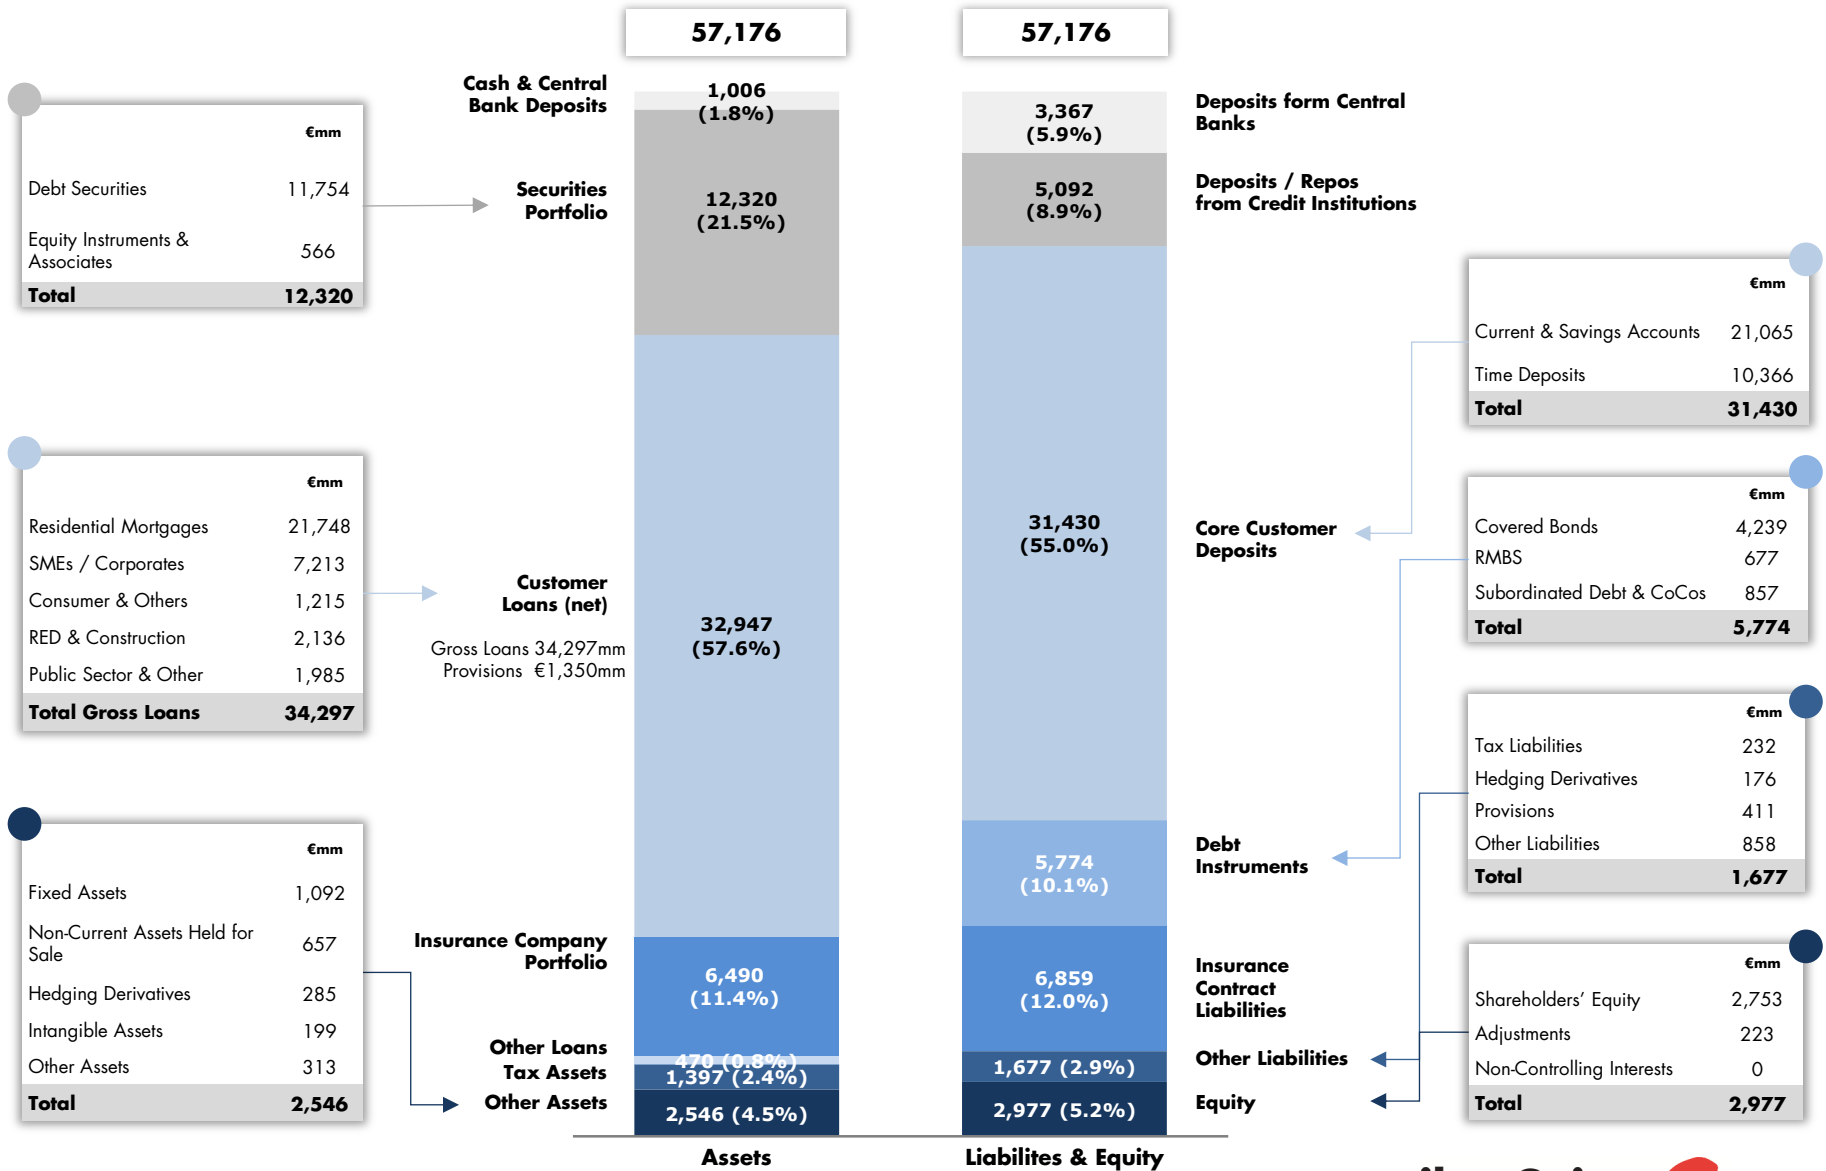 57,176
57,176
Cash & Central
Bank Deposits
1,006
(1.8%)
3,367
(5.9%)
Deposits form Central
Banks
€mm
Debt Securities 11,754
Equity Instruments &
Associates 566
Total 12,320
Securities
Portfolio
12,320
(21.5%)
5,092
(8.9%)
Deposits / Repos
from Credit Institutions
€mm
Current & Savings Accounts 21,065
Time Deposits 10,366
Total 31,430
€mm
Residential Mortgages 21,748
SMEs / Corporates 7,213
Consumer & Others 1,215
RED & Construction 2,136
Public Sector & Other 1,985
Total Gross Loans 34,297
Customer
Loans (net)
Gross Loans 34,297mm
Provisions €1,350mm
32,947
(57.6%)
31,430
(55.0%)
Core Customer
Deposits
€mm
Covered Bonds 4,239
RMBS 677
Subordinated Debt & CoCos 857
Total 5,774
5,774
(10.1%)
Debt
Instruments
€mm
Tax Liabilities 232
Hedging Derivatives 176
Provisions 411
Other Liabilities 858
Total 1,677
€mm
Fixed Assets 1,092
Non-Current Assets Held for
Sale 657
Hedging Derivatives 285
Intangible Assets 199
Other Assets 313
Total 2,546
Insurance Company
Portfolio
6,490
(11.4%)
6,859
(12.0%)
Insurance
Contract
Liabilities
€mm
Shareholders' Equity 2,753
Adjustments 223
Non-Controlling Interests 0
Total 2,977
Other Loans
470 (0.8%)
Tax Assets
1,397 (2.4%)
1,677 (2.9%)
Other Liabilities
Other Assets
2,546 (4.5%)
2,977 (5.2%)
Equity
Assets
Liabilites & Equity